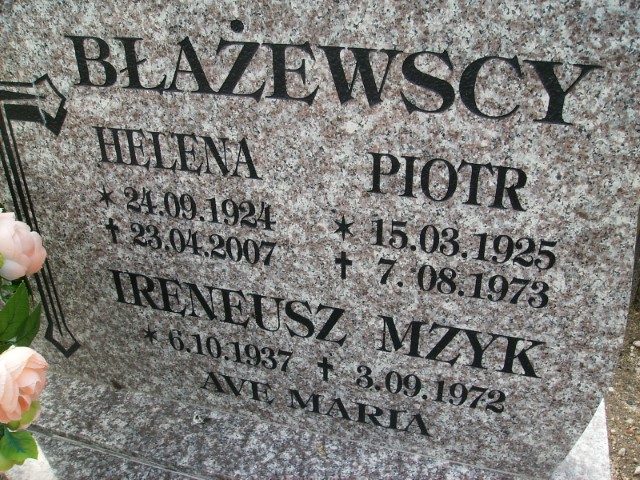 BŁAŻEWSCY
HELENA PIOTR
* 24.09.1924 * 15.03.1925
† 23.04.2007 † 7. 08.1973
IRENEUSZ MZYK
* 6.10.1937 † 3.09.1972
AVE MARIA